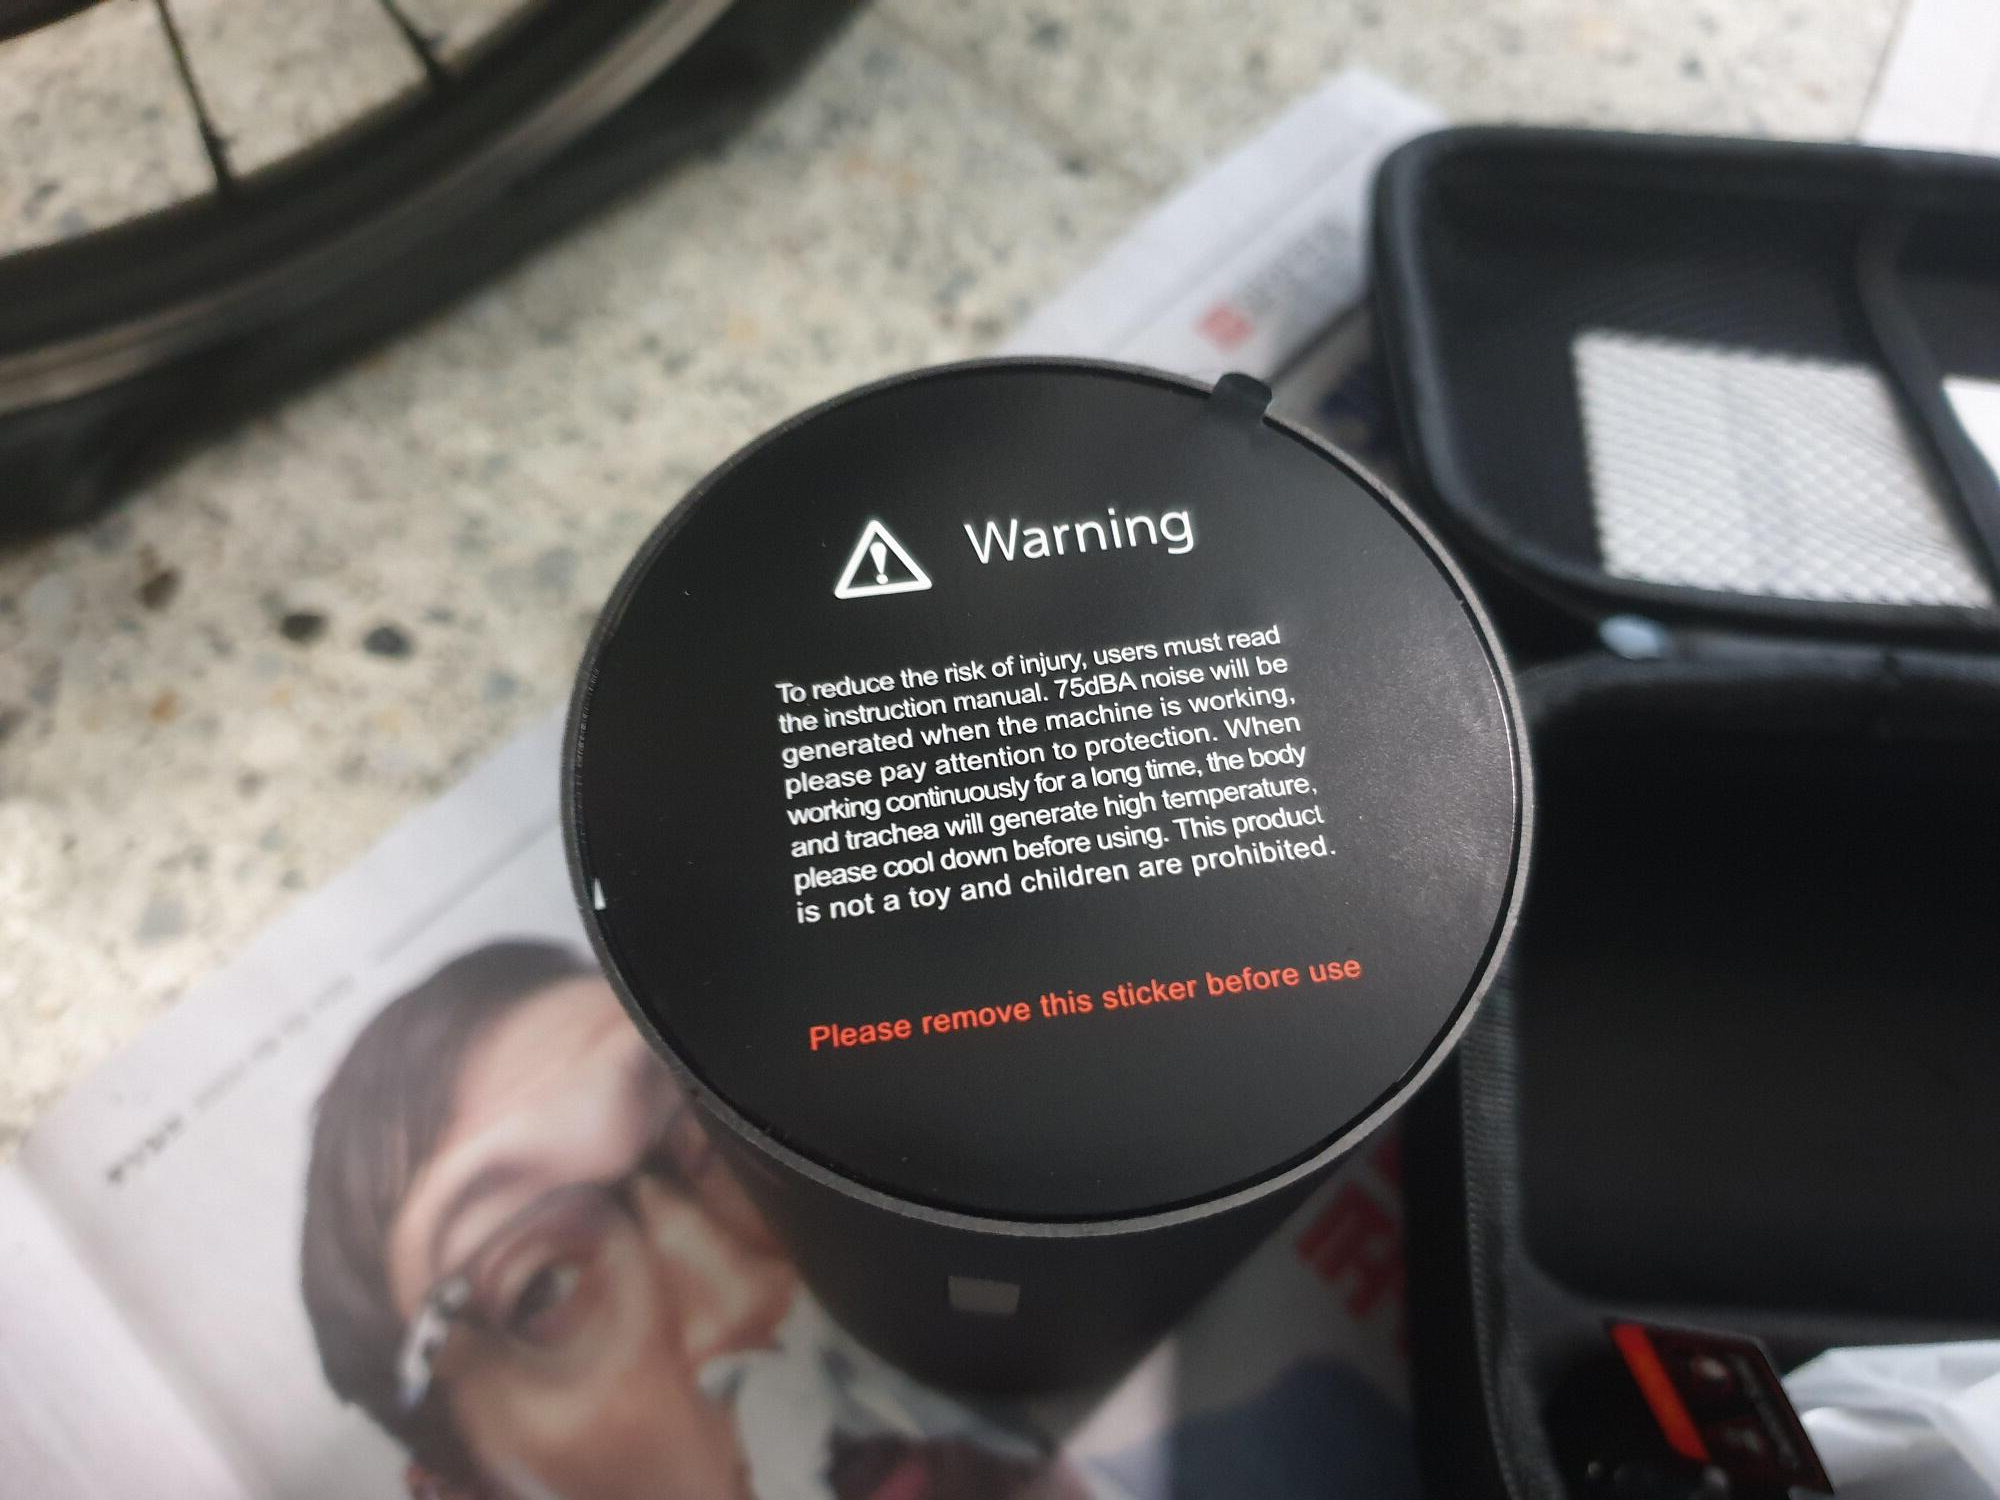 Warning
To reduce the risk of injury, users must read
the instruction manual. 75dBA noise will be
generated when the machine is working,
please pay attention to protection. When
working continuously for a long time, the body
and trachea will generate high temperature,
please cool down before using. This product
is not a toy and children are prohibited.
Please remove this sticker before use